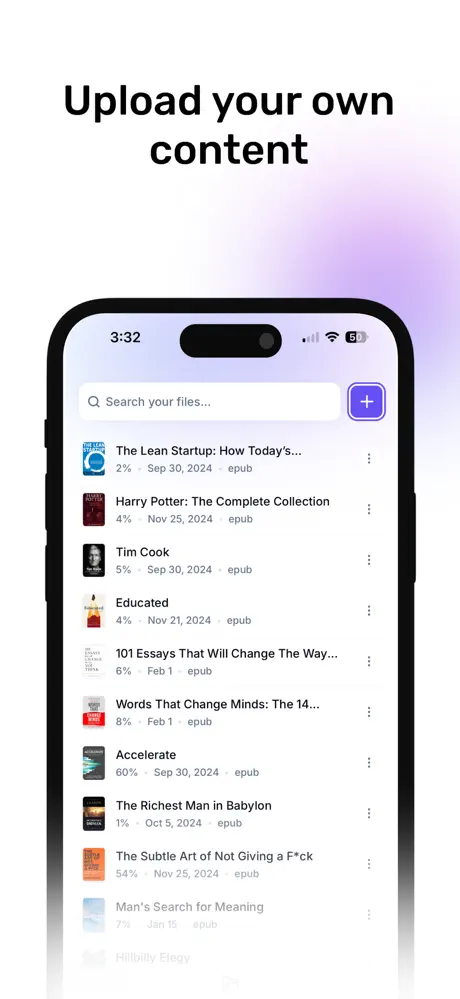 Upload your own
content
3:32
50
Search your files...
The Lean Startup: How Today's...
2% • Sep 30, 2024 • epub
Harry Potter: The Complete Collection
4% • Nov 25, 2024 • epub
Tim Cook
5% • Sep 30, 2024 • epub
Educated
4% • Nov 21, 2024 • epub
101 Essays That Will Change The Way...
6% • Feb 1 • epub
Words That Change Minds: The 14...
8% • Feb 1 • epub
Accelerate
60% • Sep 30, 2024 • epub
The Richest Man in Babylon
1% • Oct 5, 2024 • epub
The Subtle Art of Not Giving a F*ck
54% • Nov 25, 2024 • epub
Man's Search for Meaning
7% • Jan 15 • epub
Hillbilly Elegy